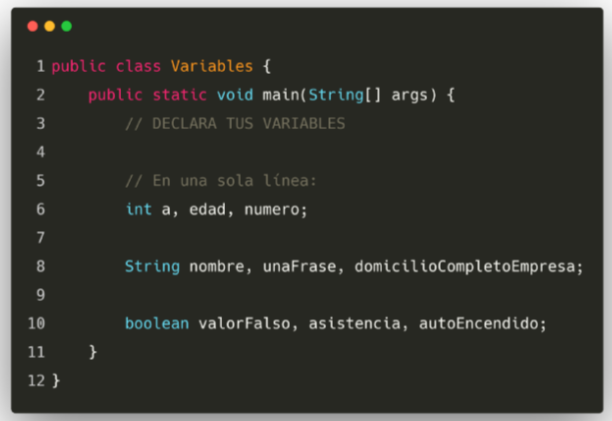 1 public class Variables {
2 public static void main(String[] args) {
3 // DECLARA TUS VARIABLES
4
5 // En una sola línea:
6 int a, edad, numero;
7
8 String nombre, unaFrase, domicilioCompletoEmpresa;
9
10 boolean valorFalso, asistencia, autoEncendido;
11 }
12 }